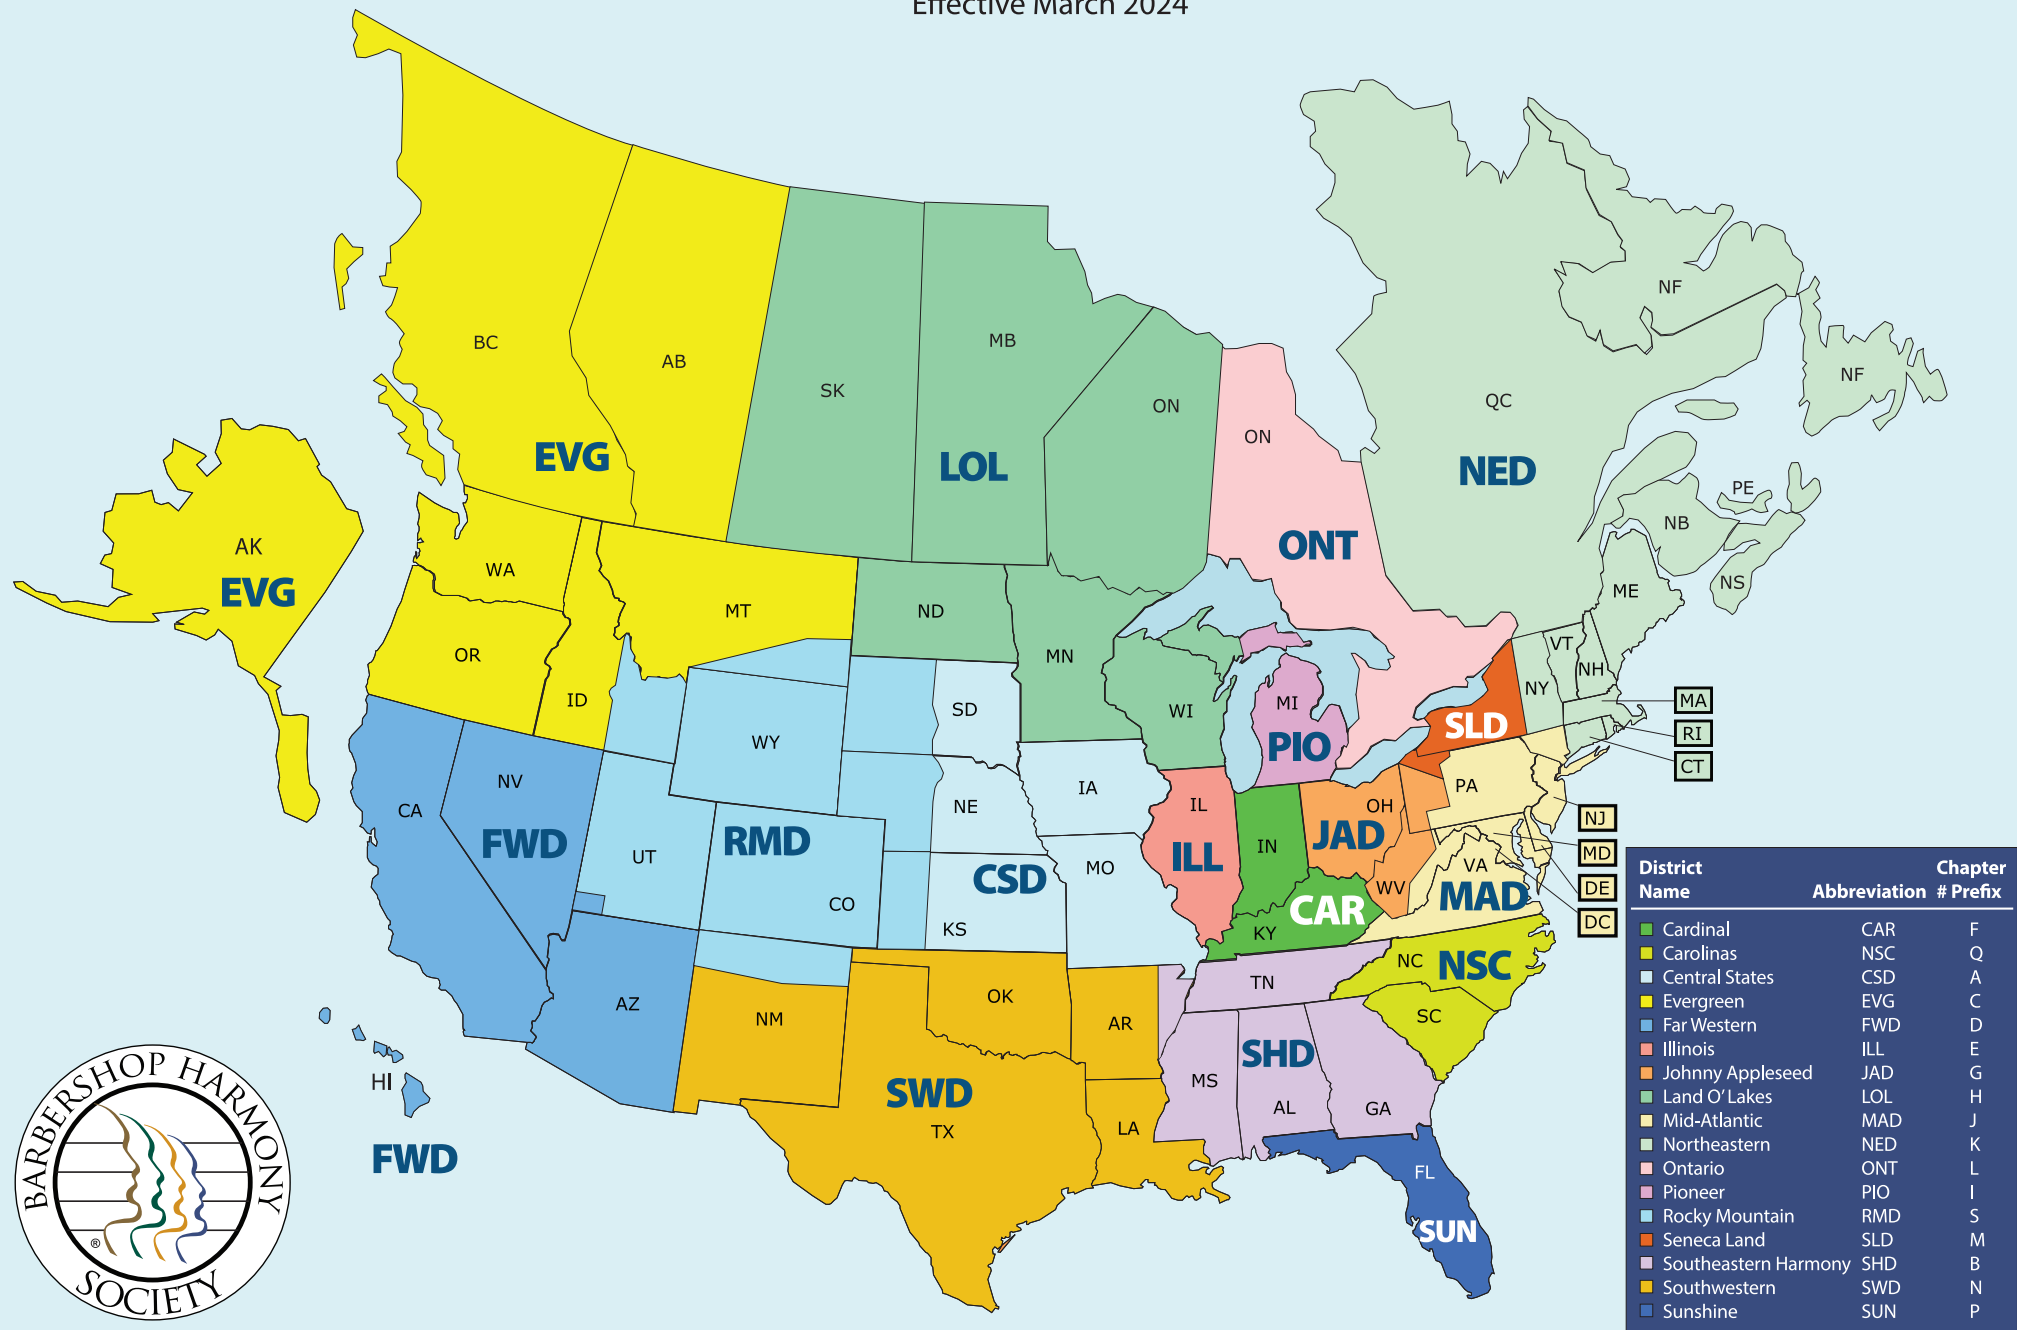 Effective March 2024
BC
AB
EVG
SK
MB
LOL
ON
ON
ONT
QC
NED
NF
NF
PE
NB
NS
AK
EVG
WA
OR
ID
MT
ND
MN
WI
MI
PIO
SLD
NY
VT
NH
ME
MA
RI
CT
CA
NV
FWD
UT
WY
RMD
CO
SD
NE
CSD
KS
IA
MO
IL
ILL
IN
CAR
KY
OH
JAD
WV
PA
VA
MAD
NJ
MD
DE
DC
AZ
NM
OK
AR
SWD
TX
LA
TN
MS
SHD
AL
GA
NC
NSC
SC
FL
SUN
HI
FWD
BARBERSHOP HARMONY
SOCIETY
®
District Name Abbreviation Chapter # Prefix
Cardinal CAR F
Carolinas NSC Q
Central States CSD A
Evergreen EVG C
Far Western FWD D
Illinois ILL E
Johnny Appleseed JAD G
Land O' Lakes LOL H
Mid-Atlantic MAD J
Northeastern NED K
Ontario ONT L
Pioneer PIO I
Rocky Mountain RMD S
Seneca Land SLD M
Southeastern Harmony SHD B
Southwestern SWD N
Sunshine SUN P